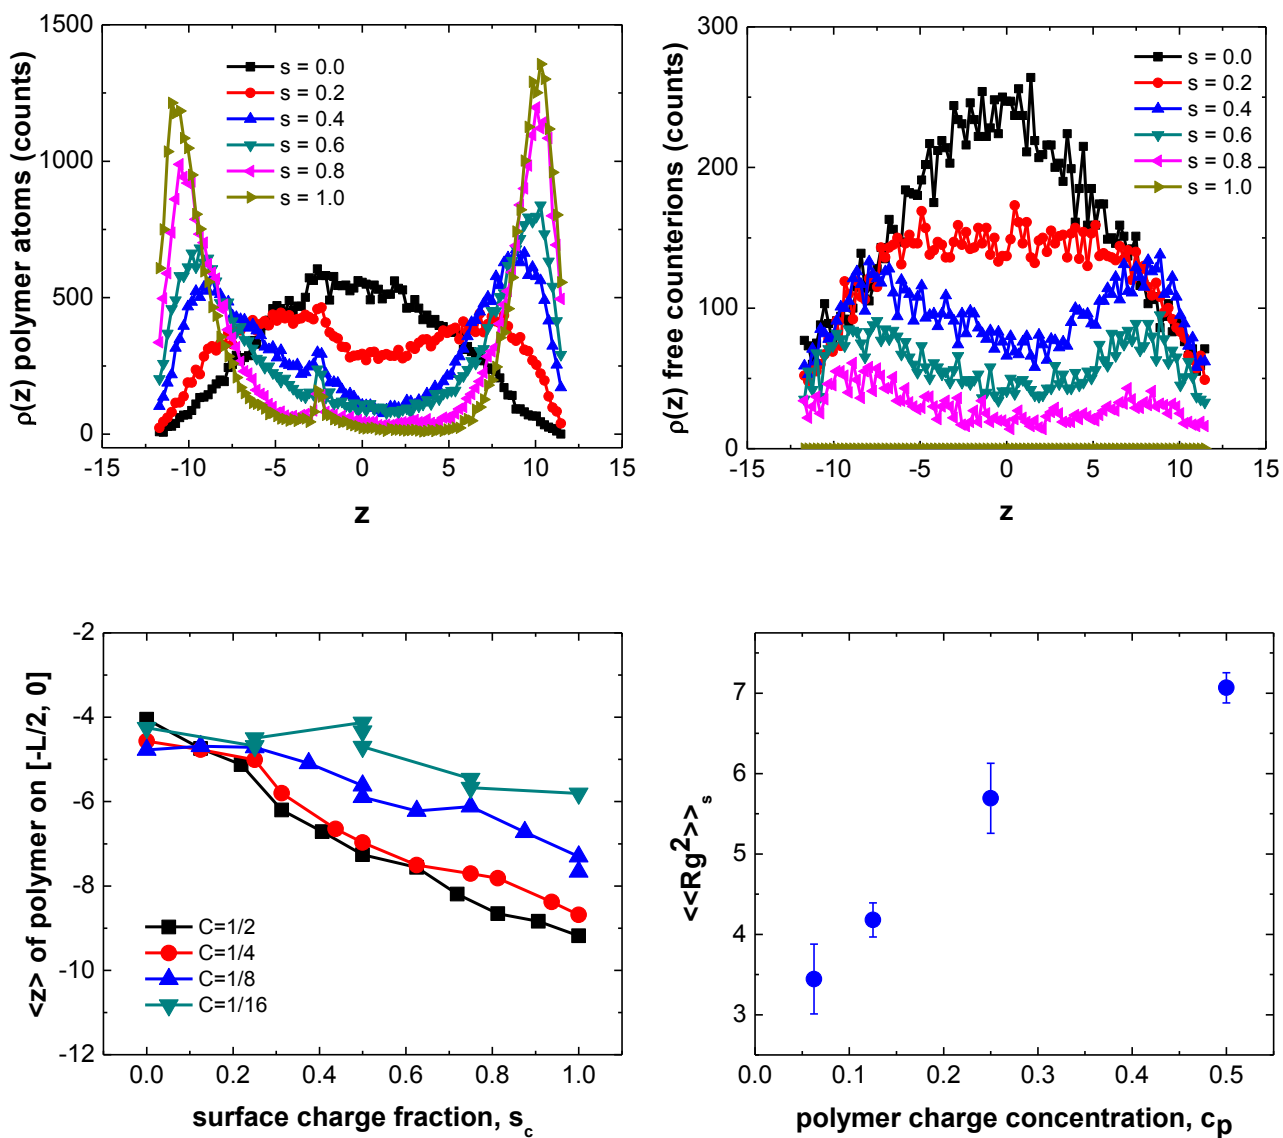 ρ(z) polymer atoms (counts)
1500
1000
500
0
-15
-10
-5
0
5
10
15
z
s = 0.0
s = 0.2
s = 0.4
s = 0.6
s = 0.8
s = 1.0
ρ(z) free counterions (counts)
300
200
100
0
-15
-10
-5
0
5
10
15
z
s = 0.0
s = 0.2
s = 0.4
s = 0.6
s = 0.8
s = 1.0
<z> of polymer on [-L/2, 0]
-2
-4
-6
-8
-10
-12
0.0
0.2
0.4
0.6
0.8
1.0
surface charge fraction, s_c
C=1/2
C=1/4
C=1/8
C=1/16
<<Rg²>>_s
7
6
5
4
3
0.0
0.1
0.2
0.3
0.4
0.5
polymer charge concentration, c_p